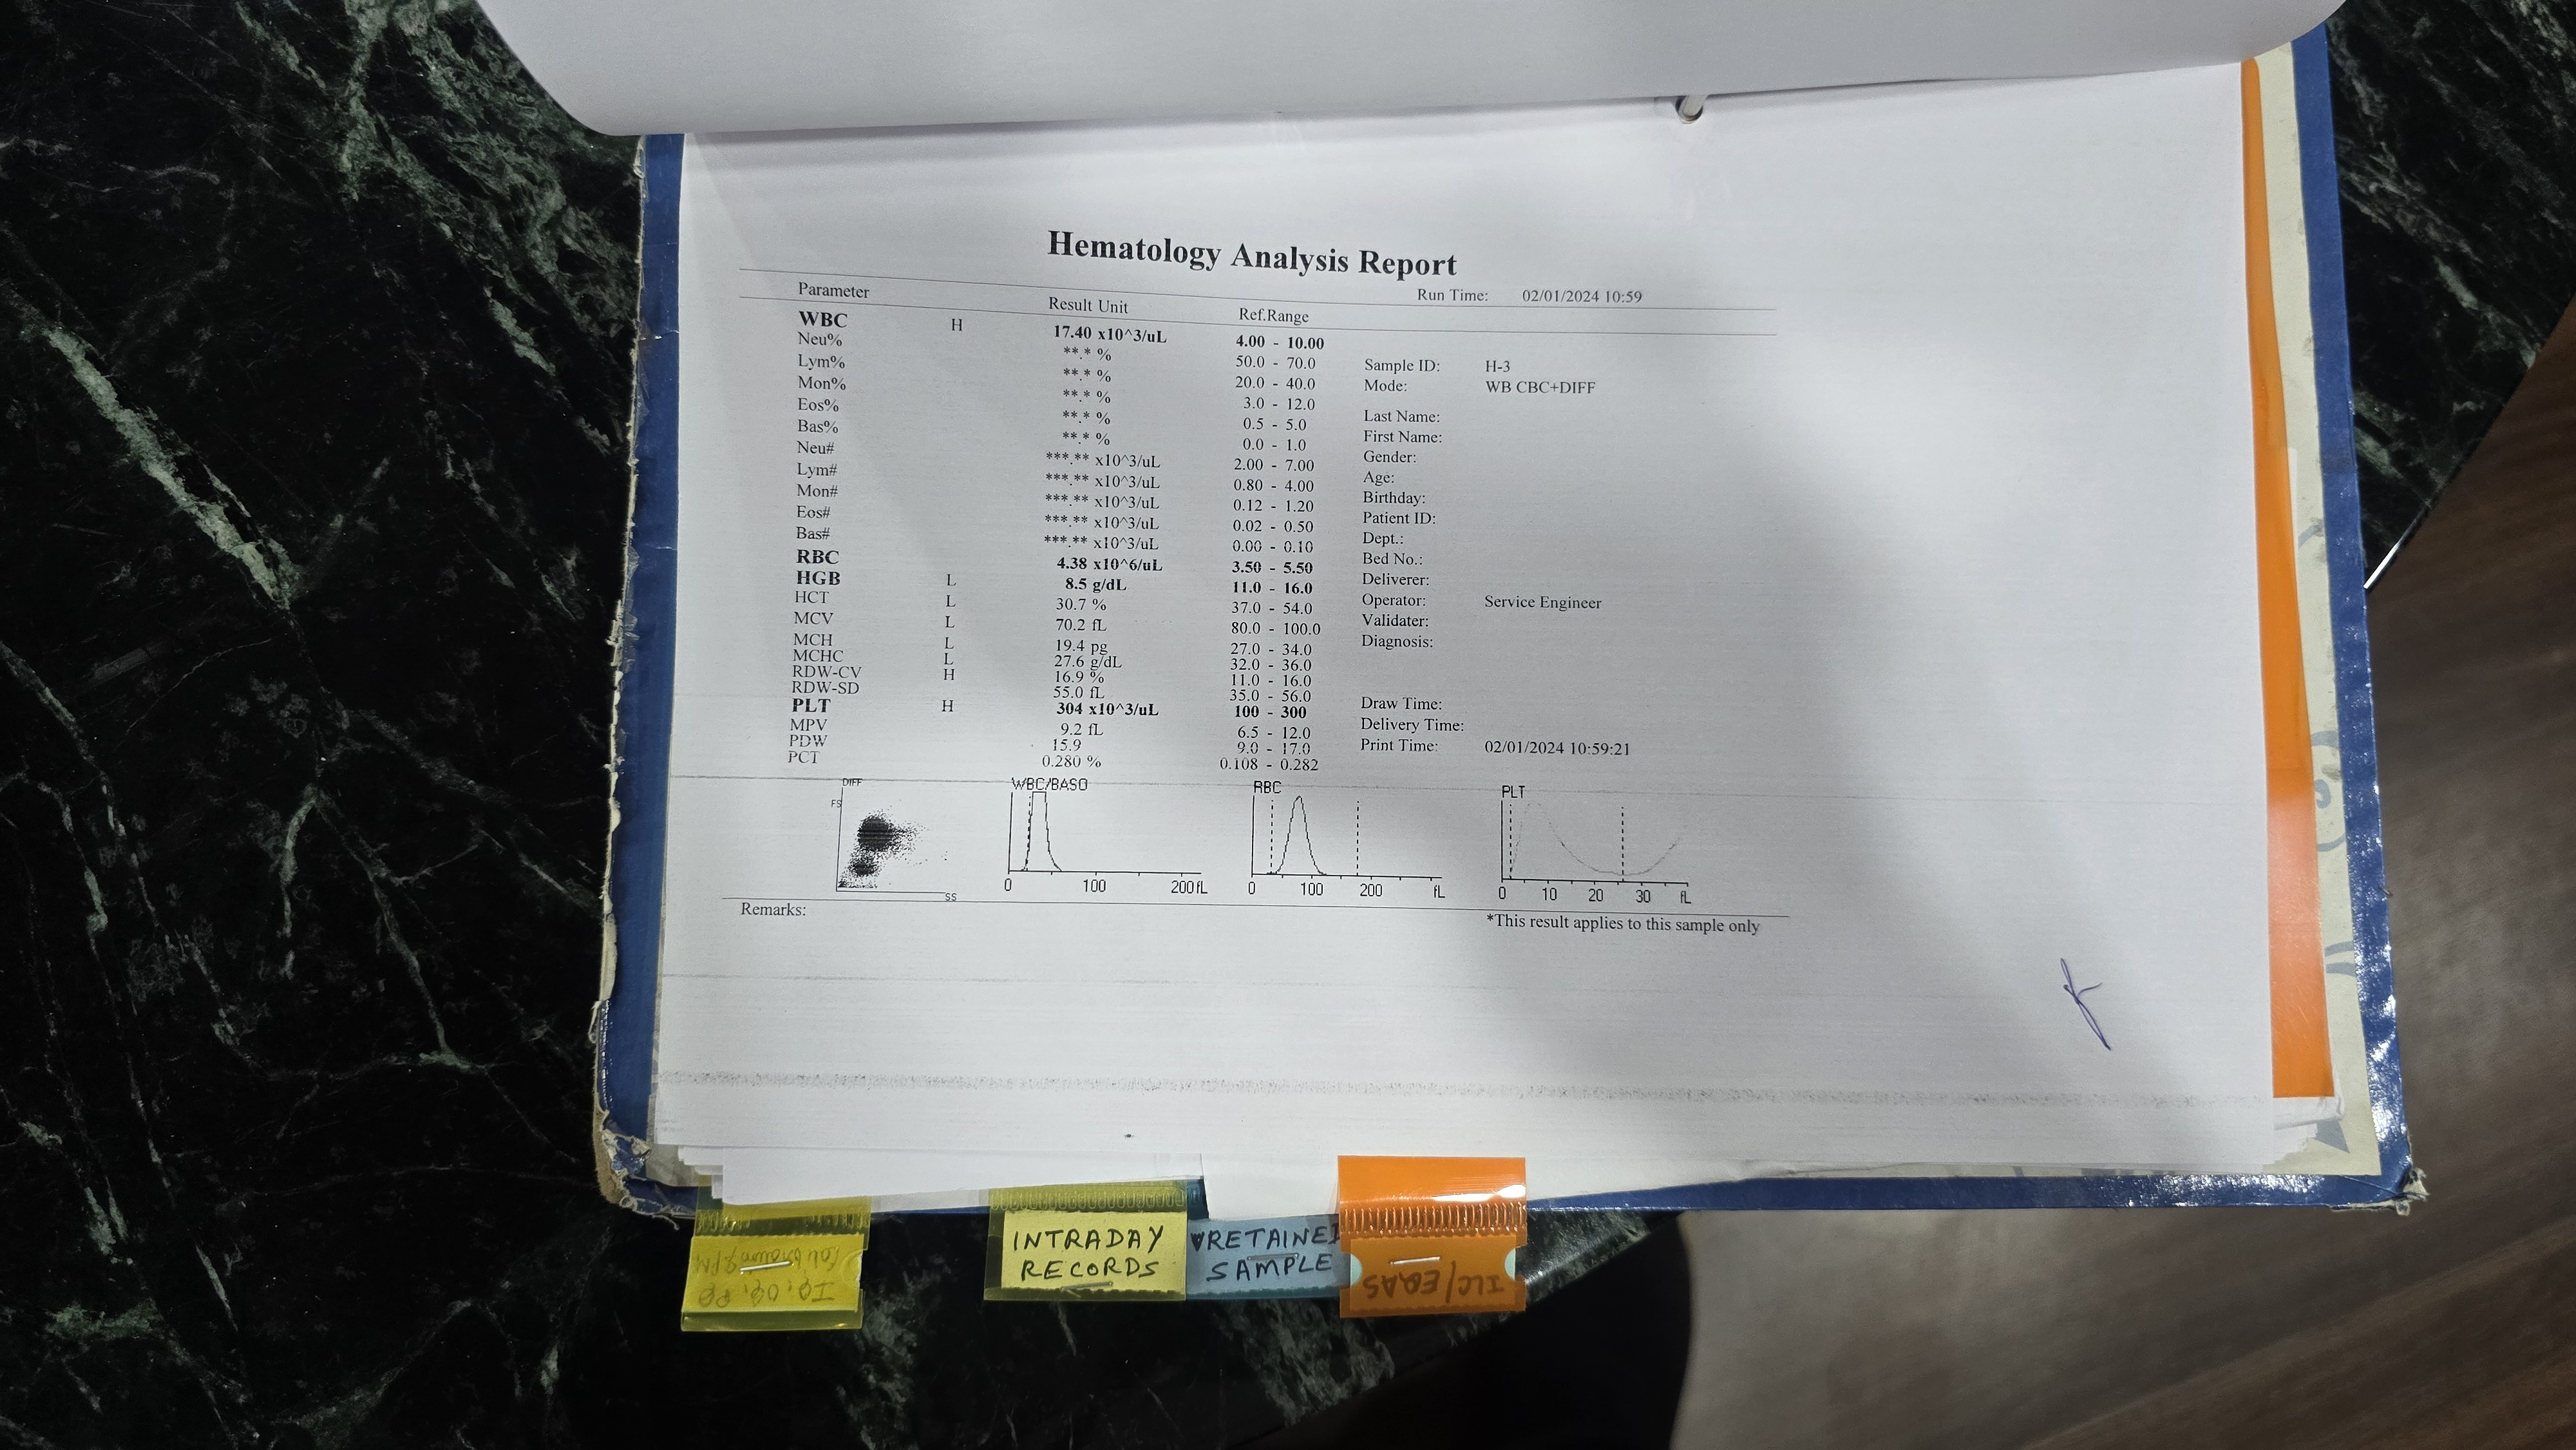 Hematology Analysis Report
Run Time: 02/01/2024 10:59
Parameter Result Unit Ref.Range
WBC H 17.40 x10^3/uL 4.00 - 10.00
Neu% **.* % 50.0 - 70.0
Lym% **.* % 20.0 - 40.0
Mon% **.* % 3.0 - 12.0
Eos% **.* % 0.5 - 5.0
Bas% **.* % 0.0 - 1.0
Neu# ***.** x10^3/uL 2.00 - 7.00
Lym# ***.** x10^3/uL 0.80 - 4.00
Mon# ***.** x10^3/uL 0.12 - 1.20
Eos# ***.** x10^3/uL 0.02 - 0.50
Bas# ***.** x10^3/uL 0.00 - 0.10
RBC 4.38 x10^6/uL 3.50 - 5.50
HGB L 8.5 g/dL 11.0 - 16.0
HCT L 30.7 % 37.0 - 54.0
MCV L 70.2 fL 80.0 - 100.0
MCH L 19.4 pg 27.0 - 34.0
MCHC L 27.6 g/dL 32.0 - 36.0
RDW-CV H 16.9 % 11.0 - 16.0
RDW-SD 55.0 fL 35.0 - 56.0
PLT H 304 x10^3/uL 100 - 300
MPV 9.2 fL 6.5 - 12.0
PDW 15.9 9.0 - 17.0
PCT 0.280 % 0.108 - 0.282
Sample ID: H-3
Mode: WB CBC+DIFF
Last Name:
First Name:
Gender:
Age:
Birthday:
Patient ID:
Dept.:
Bed No.:
Deliverer:
Operator: Service Engineer
Validater:
Diagnosis:
Draw Time:
Delivery Time:
Print Time: 02/01/2024 10:59:21
DIFF
FS
SS
WBC/BASO
0 100 200fL
RBC
0 100 200 fL
PLT
0 10 20 30 fL
Remarks:
*This result applies to this sample only
INTRADAY
RECORDS
RETAINED
SAMPLE
ILC/EQAS